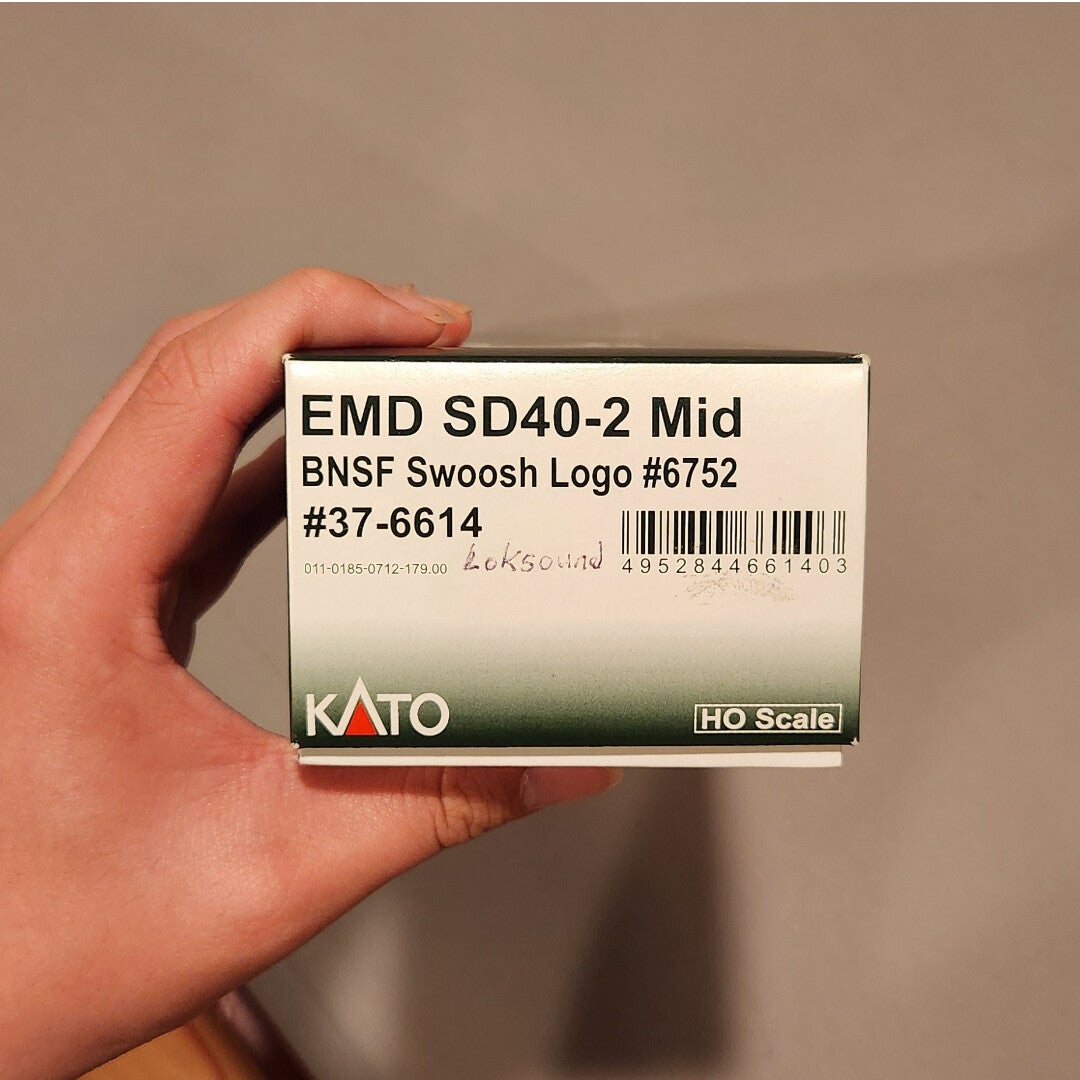 EMD SD40-2 Mid
BNSF Swoosh Logo #6752
#37-6614
011-0185-0712-179.00 Loksound 4952844661403
KATO HO Scale